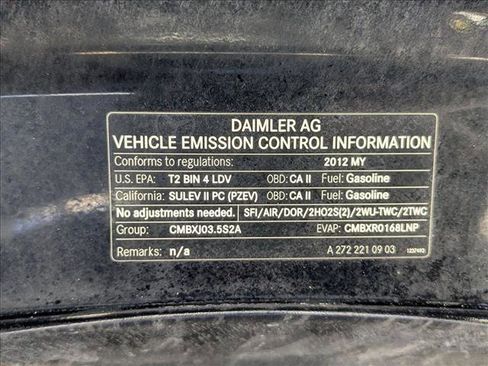 DAIMLER AG
VEHICLE EMISSION CONTROL INFORMATION
Conforms to regulations: 2012 MY
U.S. EPA: T2 BIN 4 LDV OBD: CA II Fuel: Gasoline
California: SULEV II PC (PZEV) OBD: CA II Fuel: Gasoline
No adjustments needed. SFI/AIR/DOR/2HO2S(2)/2WU-TWC/2TWC
Group: CMBXJ03.5S2A EVAP: CMBXR0168LNP
Remarks: n/a A 272 221 09 03